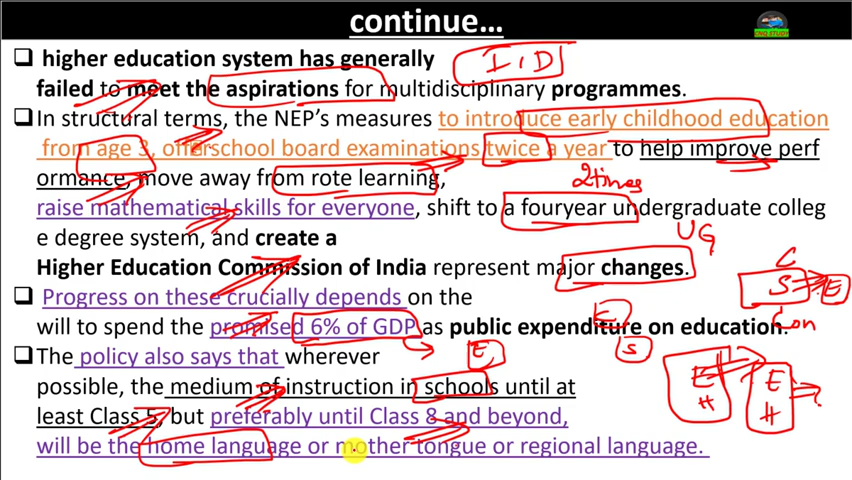 continue…
END STUDY
❑ higher education system has generally
failed to meet the aspirations for multidisciplinary programmes.
I I D
❑ In structural terms, the NEP's measures to introduce early childhood education
from age 3, offer school board examinations twice a year to help improve perf
ormance, move away from rote learning,
2times
raise mathematical skills for everyone, shift to a fouryear undergraduate colleg
e degree system, and create a
UG
Higher Education Commission of India represent major changes.
C
S E
Con
❑ Progress on these crucially depends on the
will to spend the promised 6% of GDP as public expenditure on education.
E
S
❑ The policy also says that wherever
E
possible, the medium of instruction in schools until at
E H
E H
least Class 5, but preferably until Class 8 and beyond,
will be the home language or mother tongue or regional language.